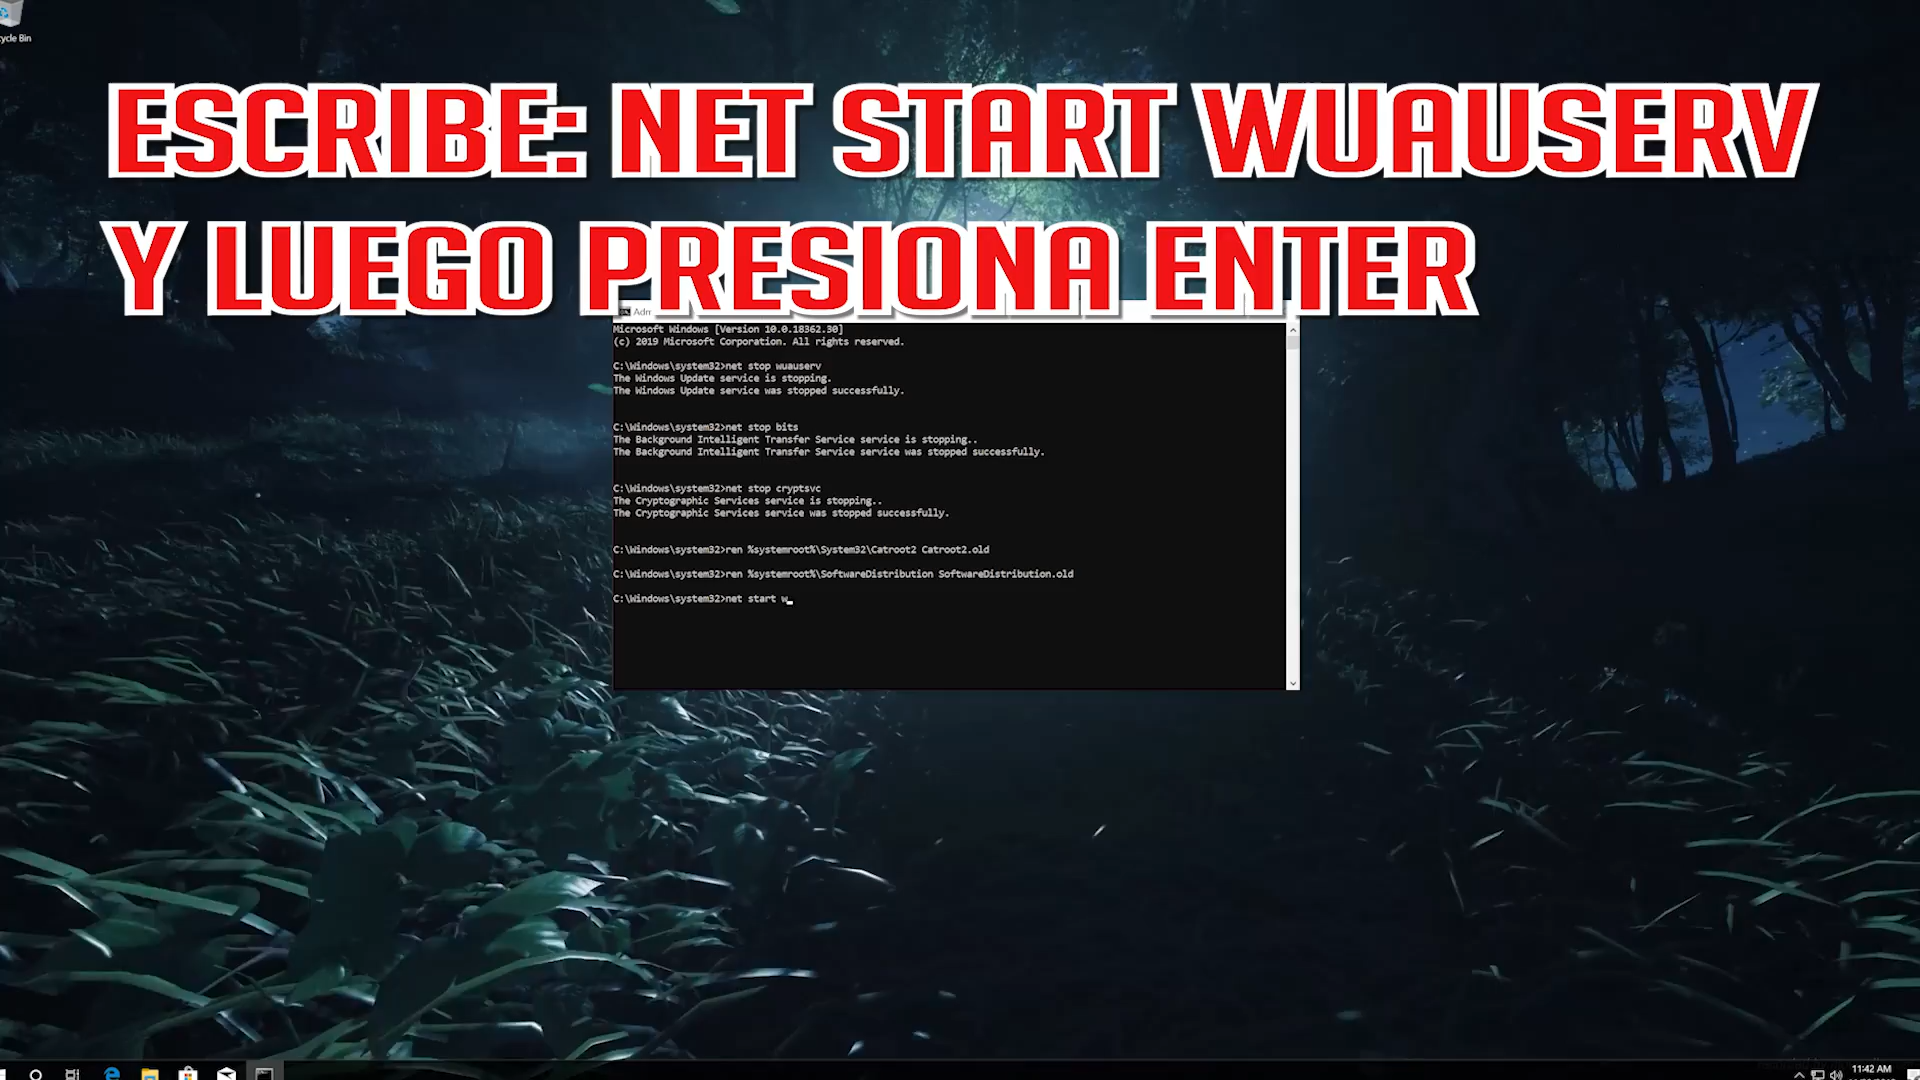 cycle Bin
ESCRIBE: NET START WUAUSERV
Y LUEGO PRESIONA ENTER
Microsoft Windows [Version 10.0.18362.30]
(c) 2019 Microsoft Corporation. All rights reserved.
C:\Windows\system32>net stop wuauserv
The Windows Update service is stopping.
The Windows Update service was stopped successfully.
C:\Windows\system32>net stop bits
The Background Intelligent Transfer Service service is stopping..
The Background Intelligent Transfer Service service was stopped successfully.
C:\Windows\system32>net stop cryptsvc
The Cryptographic Services service is stopping..
The Cryptographic Services service was stopped successfully.
C:\Windows\system32>ren %systemroot%\System32\Catroot2 Catroot2.old
C:\Windows\system32>ren %systemroot%\SoftwareDistribution SoftwareDistribution.old
C:\Windows\system32>net start w
11:42 AM